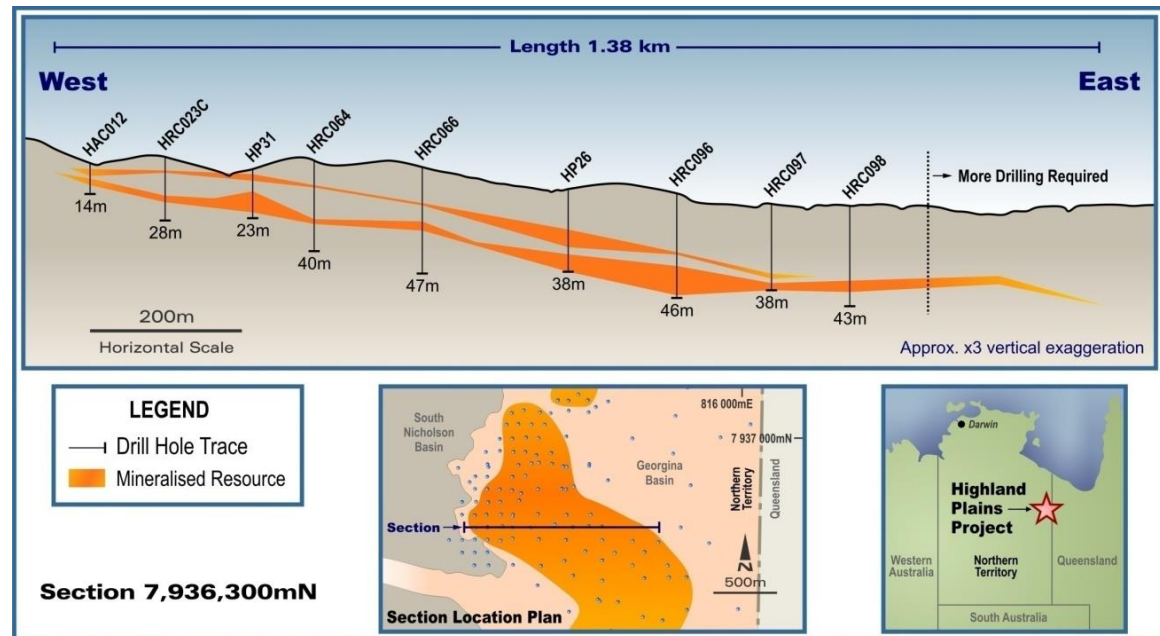 Length 1.38 km
West
East
HAC012
HRC023C
HP31
HRC064
HRC066
HP26
HRC096
HRC097
HRC098
More Drilling Required
14m
28m
23m
40m
47m
38m
46m
38m
43m
200m
Horizontal Scale
Approx. x3 vertical exaggeration
LEGEND
Drill Hole Trace
Mineralised Resource
Section 7,936,300mN
South
Nicholson
Basin
816 000mE
7 937 000mN
Georgina
Basin
Northern
Territory
Queensland
Section
N
500m
Section Location Plan
Darwin
Highland
Plains
Project
Western
Australia
Northern
Territory
Queensland
South Australia